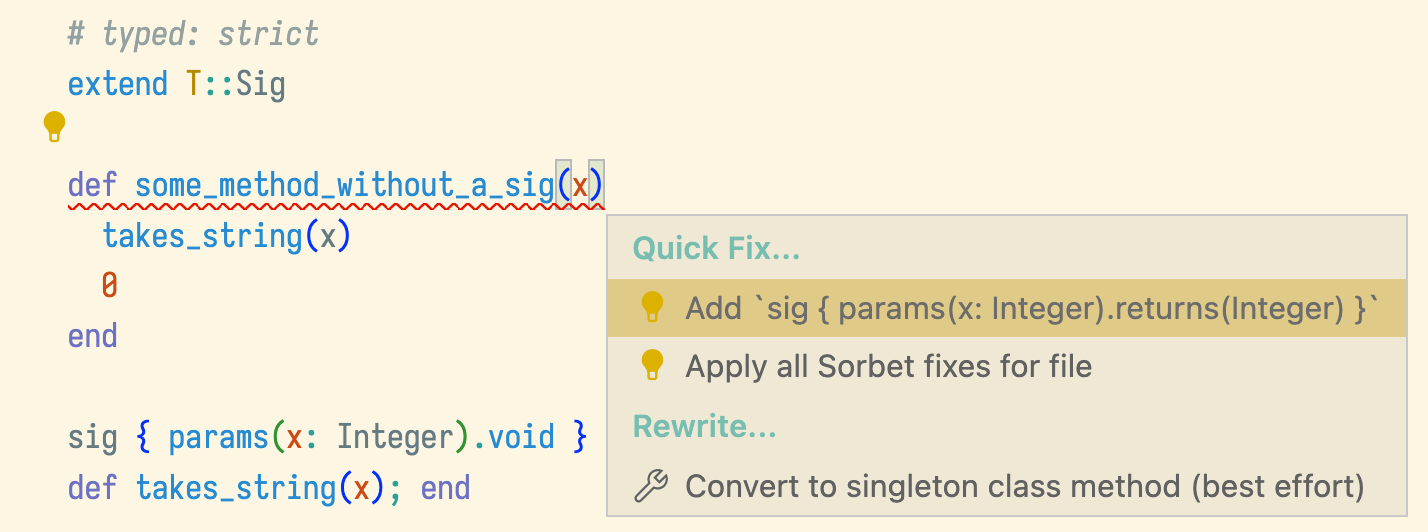 # typed: strict
extend T::Sig
def some_method_without_a_sig(x)
takes_string(x)
0
end
sig { params(x: Integer).void }
def takes_string(x); end
Quick Fix...
Add `sig { params(x: Integer).returns(Integer) }`
Apply all Sorbet fixes for file
Rewrite...
Convert to singleton class method (best effort)